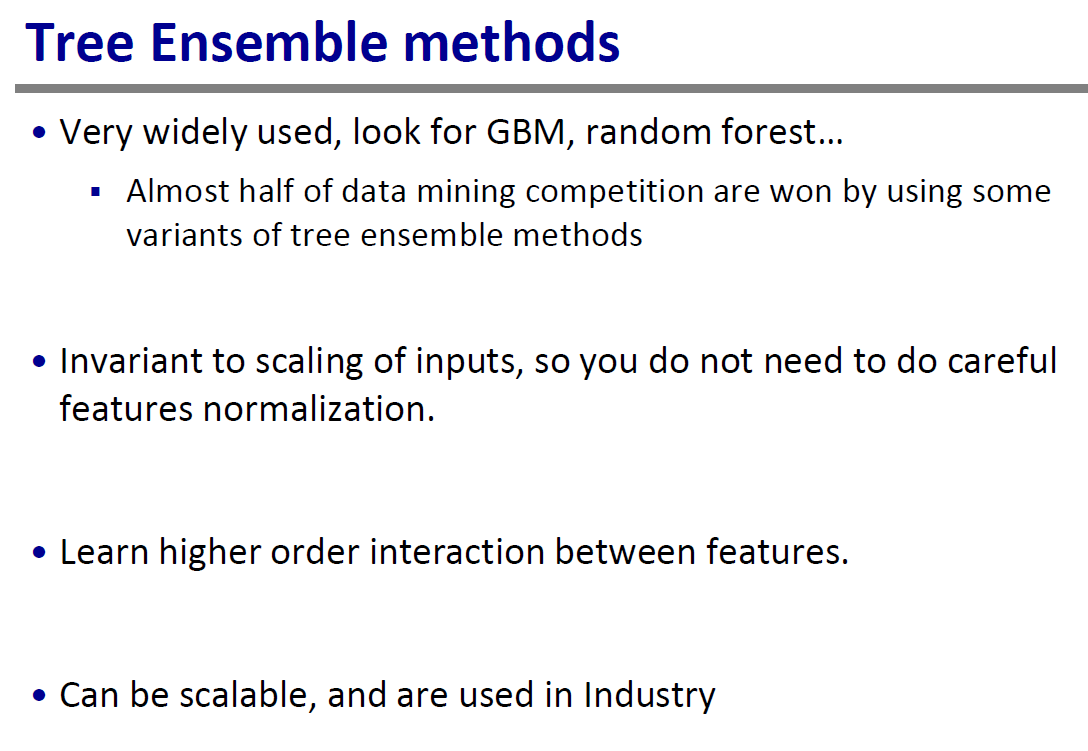 Tree Ensemble methods
• Very widely used, look for GBM, random forest…
▪ Almost half of data mining competition are won by using some
variants of tree ensemble methods
• Invariant to scaling of inputs, so you do not need to do careful
features normalization.
• Learn higher order interaction between features.
• Can be scalable, and are used in Industry